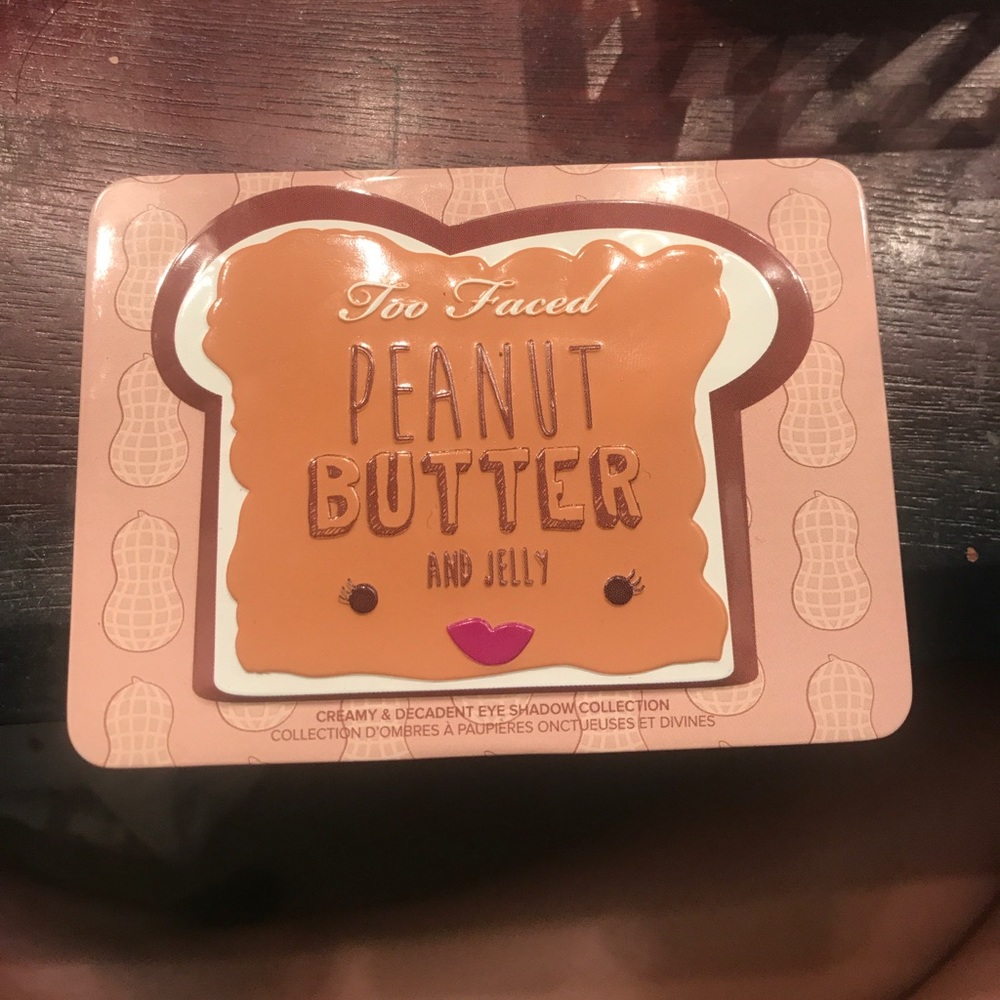 Too Faced
PEANUT
BUTTER
AND JELLY
CREAMY & DECADENT EYE SHADOW COLLECTION
COLLECTION D'OMBRES À PAUPIÈRES ONCTUEUSES ET DIVINES